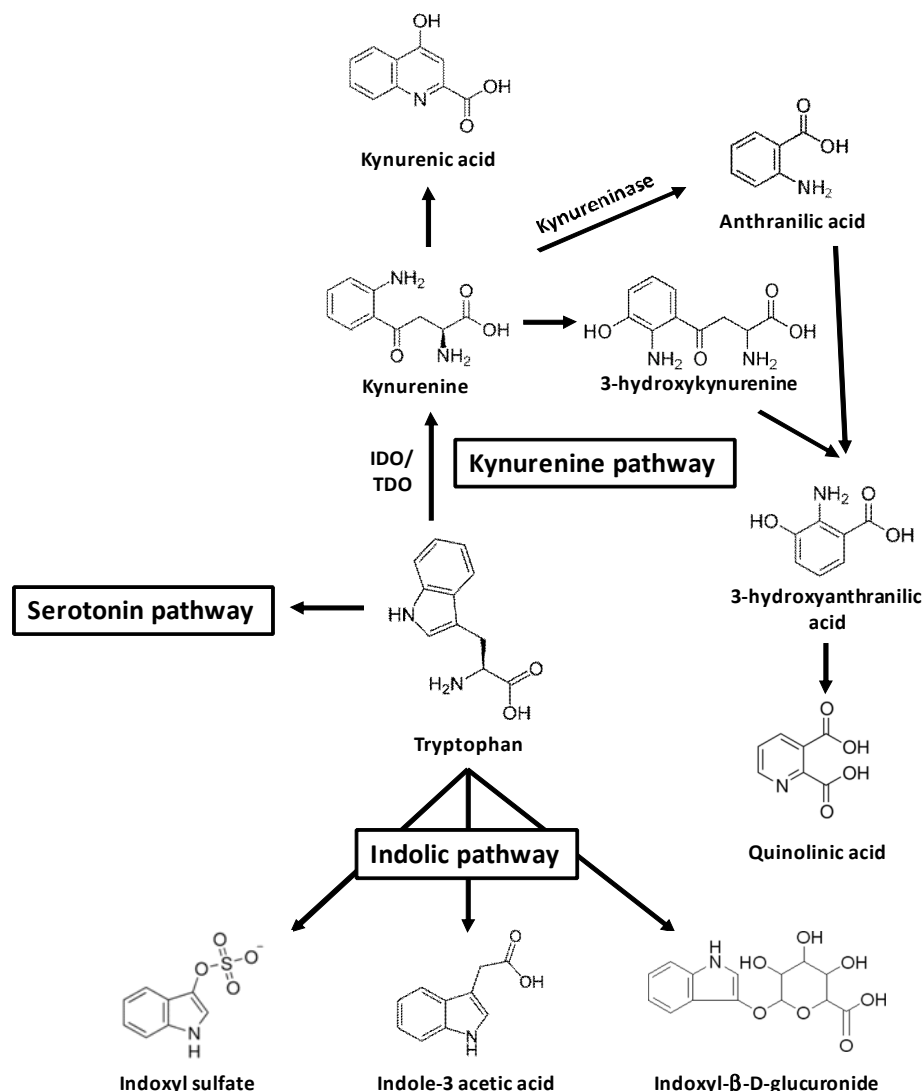 OH
OH
N
O
Kynurenic acid
O
OH
NH2
Anthranilic acid
Kynureninase
NH2
O
OH
O
NH2
Kynurenine
HO
NH2
O
O
OH
NH2
3-hydroxykynurenine
IDO/
TDO
Kynurenine pathway
NH2
O
HO
OH
3-hydroxyanthranilic
acid
Serotonin pathway
HN
H2N
O
OH
Tryptophan
O
OH
OH
N
O
Quinolinic acid
Indolic pathway
O
O
S
O-
O
N
H
Indoxyl sulfate
O
OH
N
H
Indole-3 acetic acid
H
N
HO
OH
OH
O
O
OH
O
Indoxyl-β-D-glucuronide